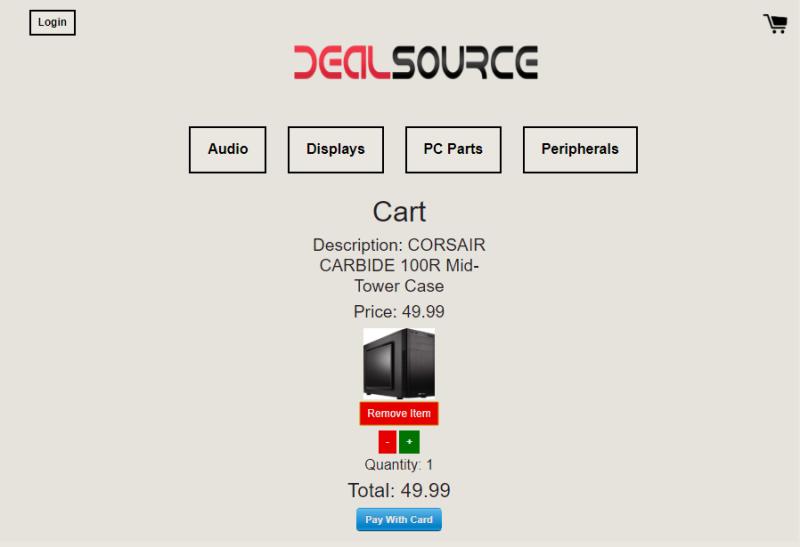 Login
DEALSOURCE
Audio
Displays
PC Parts
Peripherals
Cart
Description: CORSAIR
CARBIDE 100R Mid-
Tower Case
Price: 49.99
Remove Item
- +
Quantity: 1
Total: 49.99
Pay With Card